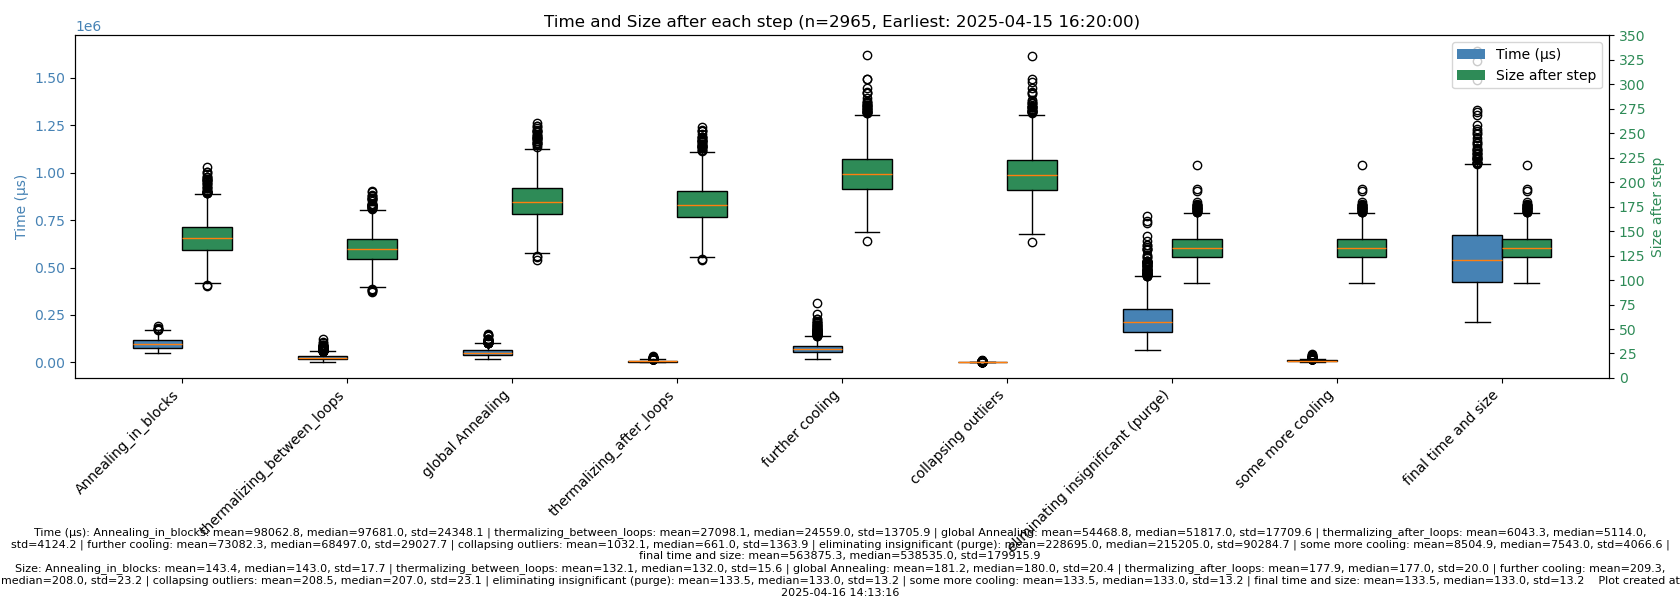 Time and Size after each step (n=2965, Earliest: 2025-04-15 16:20:00)
1e6
1.50
1.25
1.00
0.75
0.50
0.25
0.00
Time (µs)
Time (µs)
Size after step
350
325
300
275
250
225
200
175
150
125
100
75
50
25
0
Size after step
Annealing_in_blocks
thermalizing_between_loops
global Annealing
thermalizing_after_loops
further cooling
collapsing outliers
eliminating insignificant (purge)
some more cooling
final time and size
Time (µs): Annealing_in_blocks: mean=98062.8, median=97681.0, std=24348.1 | thermalizing_between_loops: mean=27098.1, median=24559.0, std=13705.9 | global Annealing: mean=54468.8, median=51817.0, std=17709.6 | thermalizing_after_loops: mean=6043.3, median=5114.0,
std=4124.2 | further cooling: mean=73082.3, median=68497.0, std=29027.7 | collapsing outliers: mean=1032.1, median=661.0, std=1363.9 | eliminating insignificant (purge): mean=228695.0, median=215205.0, std=90284.7 | some more cooling: mean=8504.9, median=7543.0, std=4066.6 |
final time and size: mean=563875.3, median=538535.0, std=179915.9
Size: Annealing_in_blocks: mean=143.4, median=143.0, std=17.7 | thermalizing_between_loops: mean=132.1, median=132.0, std=15.6 | global Annealing: mean=181.2, median=180.0, std=20.4 | thermalizing_after_loops: mean=177.9, median=177.0, std=20.0 | further cooling: mean=209.3,
median=208.0, std=23.2 | collapsing outliers: mean=208.5, median=207.0, std=23.1 | eliminating insignificant (purge): mean=133.5, median=133.0, std=13.2 | some more cooling: mean=133.5, median=133.0, std=13.2 | final time and size: mean=133.5, median=133.0, std=13.2 Plot created at
2025-04-16 14:13:16